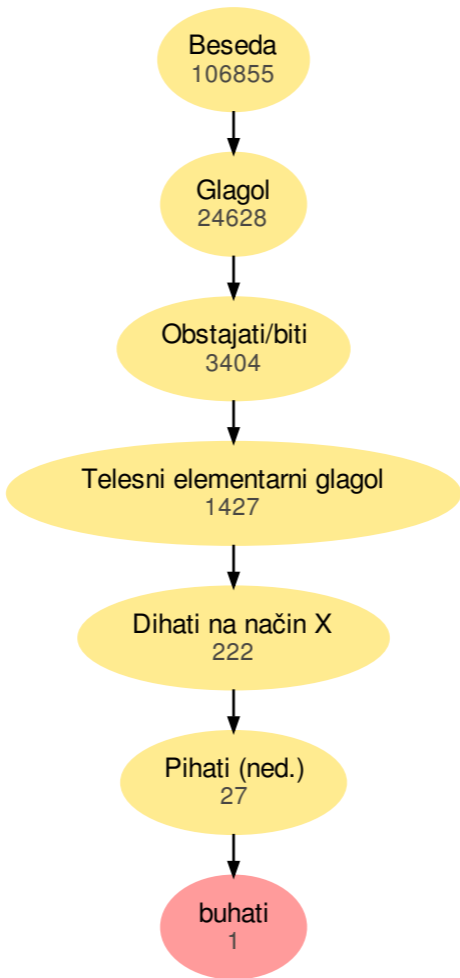 Beseda
106855
Glagol
24628
Obstajati/biti
3404
Telesni elementarni glagol
1427
Dihati na način X
222
Pihati (ned.)
27
buhati
1